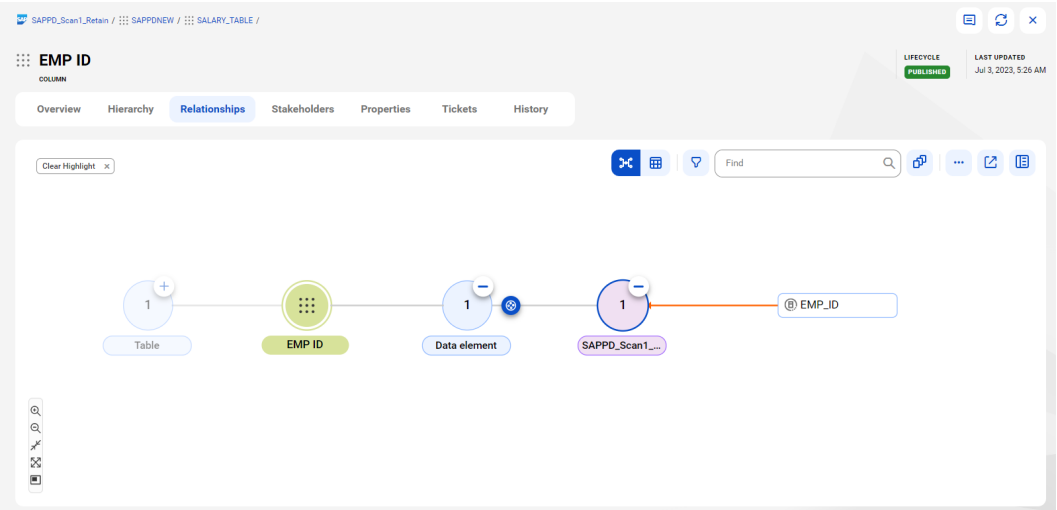 SAP SAPPD_Scan1_Retain / SAPPDNEW / SALARY_TABLE /
EMP ID
COLUMN
LIFECYCLE
PUBLISHED
LAST UPDATED
Jul 3, 2023, 5:26 AM
Overview Hierarchy Relationships Stakeholders Properties Tickets History
Clear Highlight ×
Find
1
Table
EMP ID
1
Data element
1
SAPPD_Scan1_...
EMP_ID